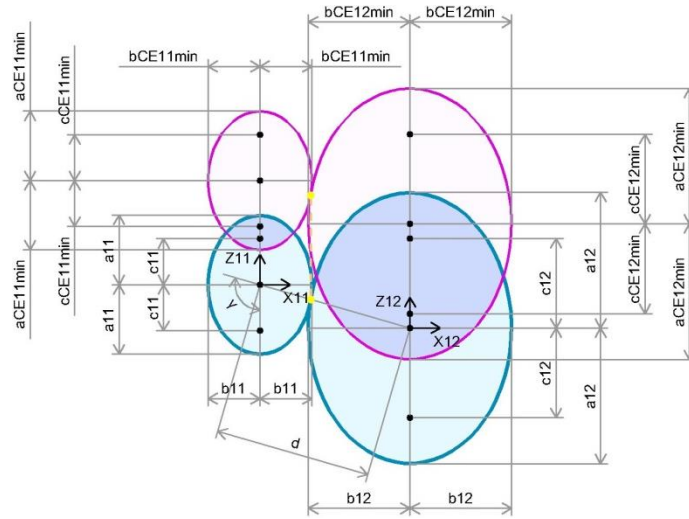 bCE12min
bCE12min
bCE11min
bCE11min
aCE11min
cCE11min
cCE12min
aCE12min
a11
c11
Z11
X11
γ
Z12
X12
c12
a12
cCE12min
aCE12min
aCE11min
cCE11min
a11
c11
b11
b11
d
c12
a12
b12
b12